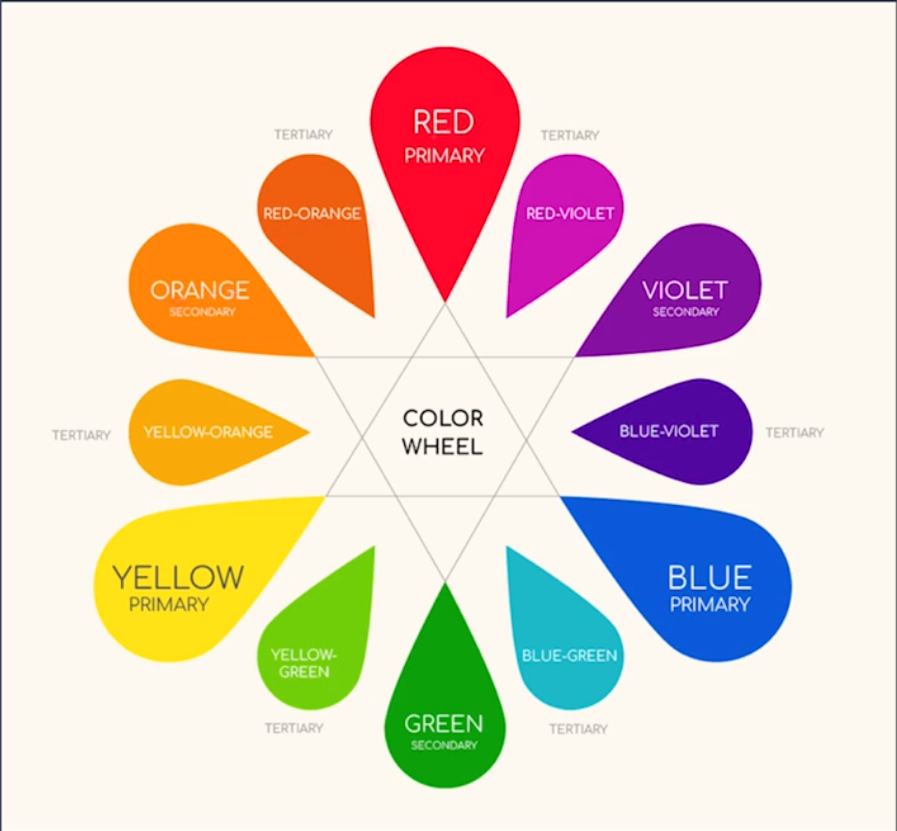 RED
PRIMARY
TERTIARY
TERTIARY
RED-ORANGE
RED-VIOLET
ORANGE
SECONDARY
VIOLET
SECONDARY
COLOR
WHEEL
TERTIARY
YELLOW-ORANGE
BLUE-VIOLET
TERTIARY
YELLOW
PRIMARY
BLUE
PRIMARY
YELLOW-
GREEN
BLUE-GREEN
TERTIARY
GREEN
SECONDARY
TERTIARY